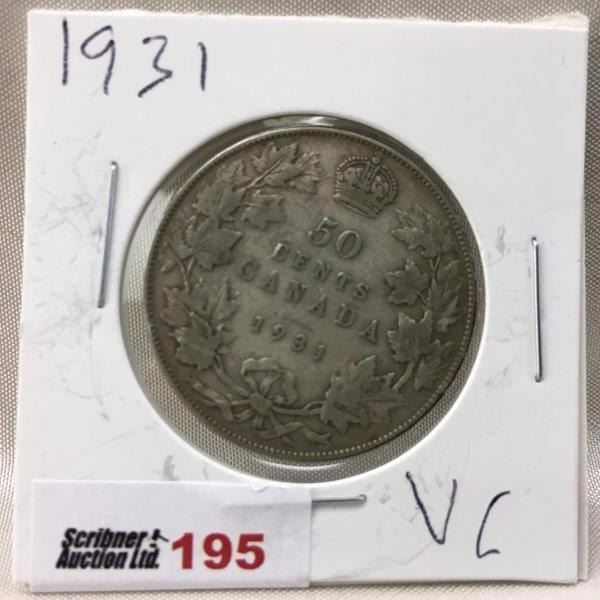 1931
50
CENTS
CANADA
1931
VG
Scribner
Auction Ltd. 195